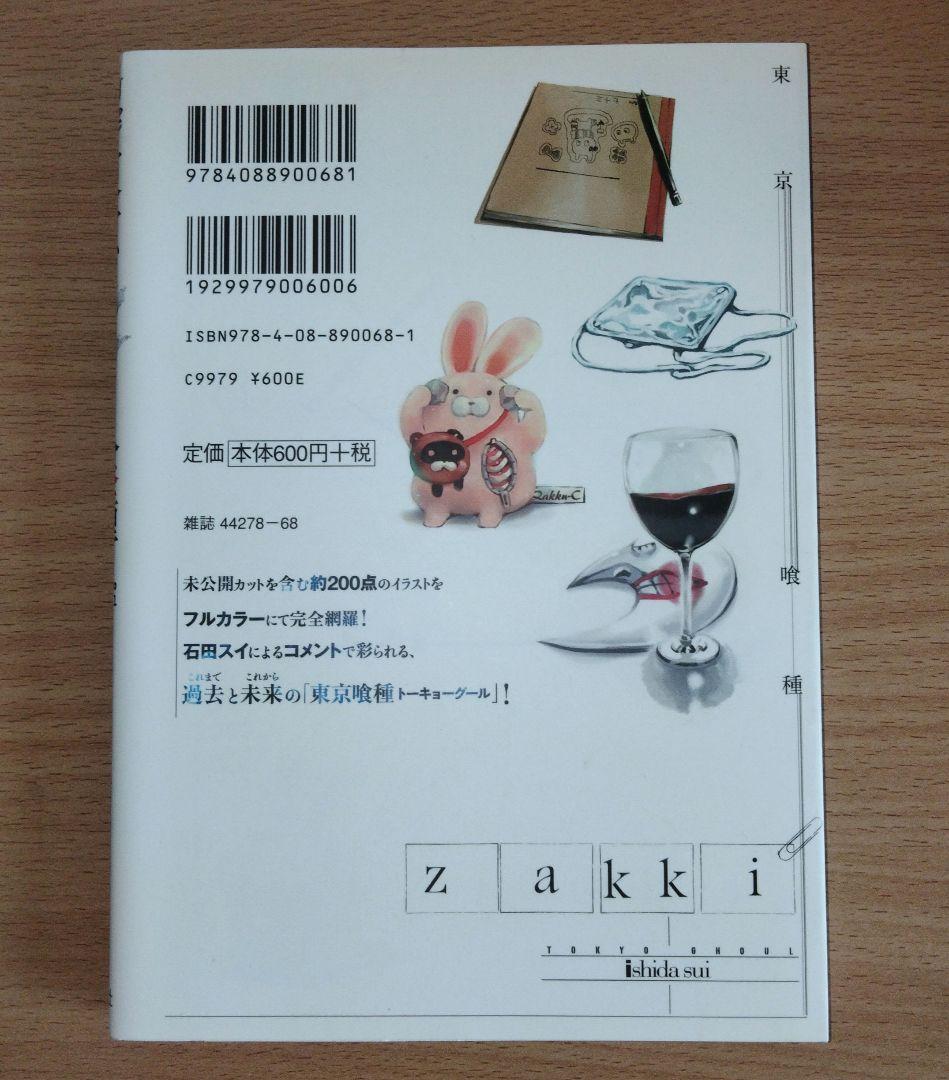 9784088900681
1929979006006
ISBN978-4-08-890068-1
C9979 ¥600E
定価 本体600円+税
雑誌 44278-68
未公開カットを含む約200点のイラストを
フルカラーにて完全網羅!
石田スイによるコメントで彩られる、
これまで これから
過去と未来の「東京喰種 トーキョーグール」!
東京喰種
Zakku-C
zakki
TOKYO GHOUL
ishida sui